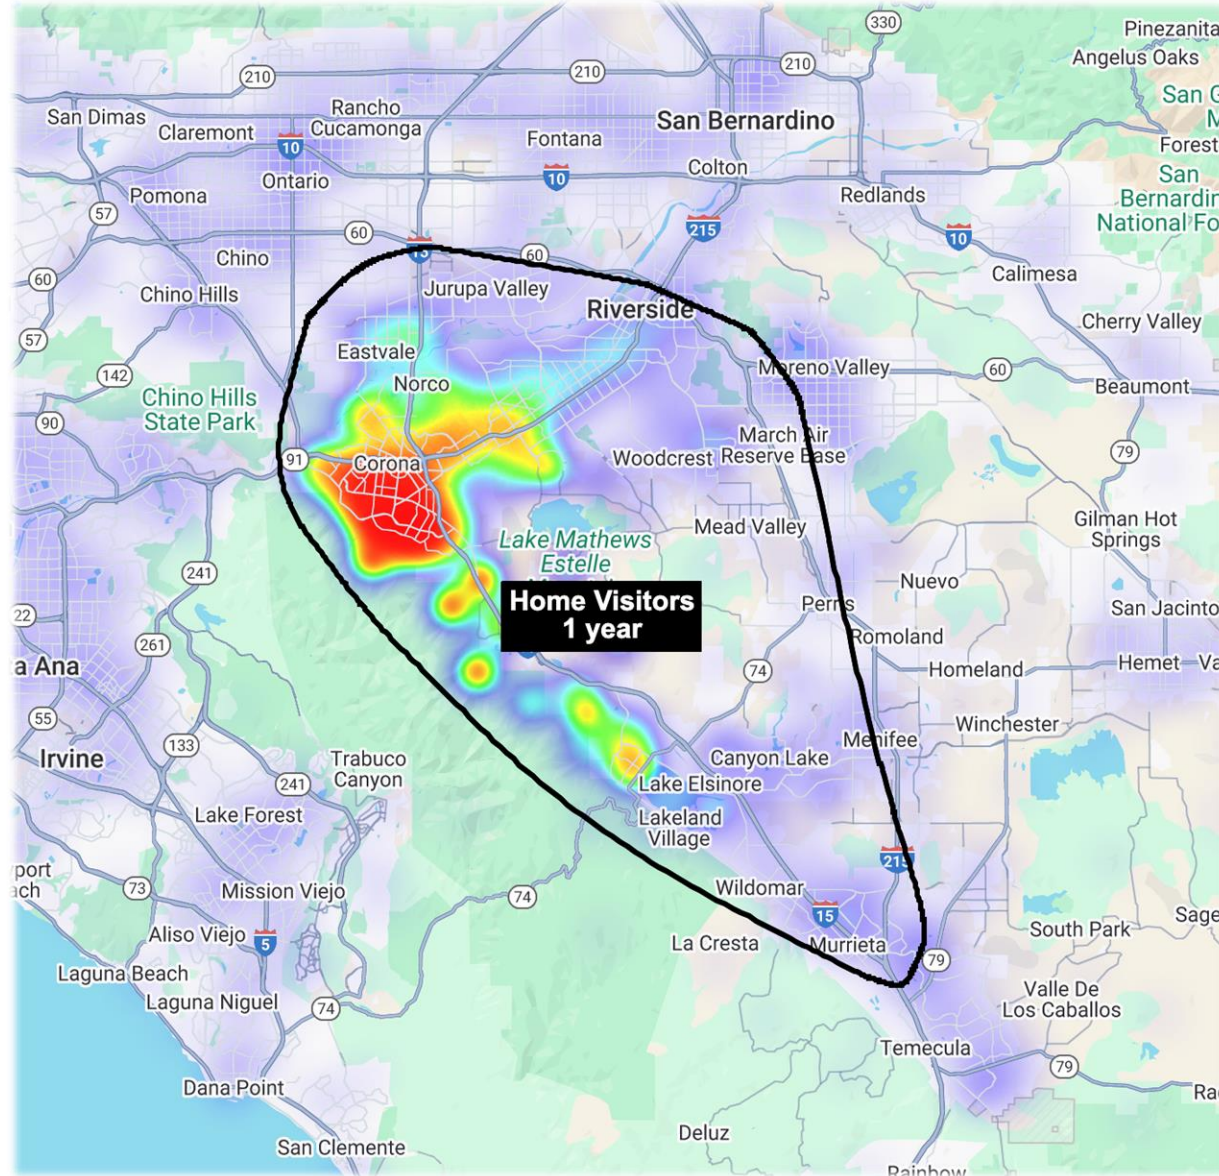 330
Pinezanita
Angelus Oaks
210
210
210
San Dimas
Claremont
Rancho
Cucamonga
Fontana
San Bernardino
San G
M
Forest
10
Ontario
10
Colton
Redlands
San
Bernardin
National Fo
Pomona
57
60
215
10
Chino
60
Calimesa
60
Chino Hills
15
Jurupa Valley
Riverside
Cherry Valley
57
142
Eastvale
Norco
Moreno Valley
60
Beaumont
Chino Hills
State Park
90
91
Corona
Woodcrest
March Air
Reserve Base
79
Mead Valley
Gilman Hot
Springs
Lake Mathews
Estelle
241
Home Visitors
1 year
Nuevo
San Jacinto
22
261
Perris
Romoland
a Ana
74
Homeland
Hemet
Va
55
133
Winchester
Irvine
Trabuco
Canyon
241
Menifee
Canyon Lake
Lake Elsinore
Lake Forest
Lakeland
Village
215
port
ach
73
Mission Viejo
74
Wildomar
15
Aliso Viejo
5
La Cresta
Murrieta
79
South Park
Sage
Laguna Beach
Laguna Niguel
74
Valle De
Los Caballos
Temecula
79
Dana Point
Ra
San Clemente
Deluz
Rainbow